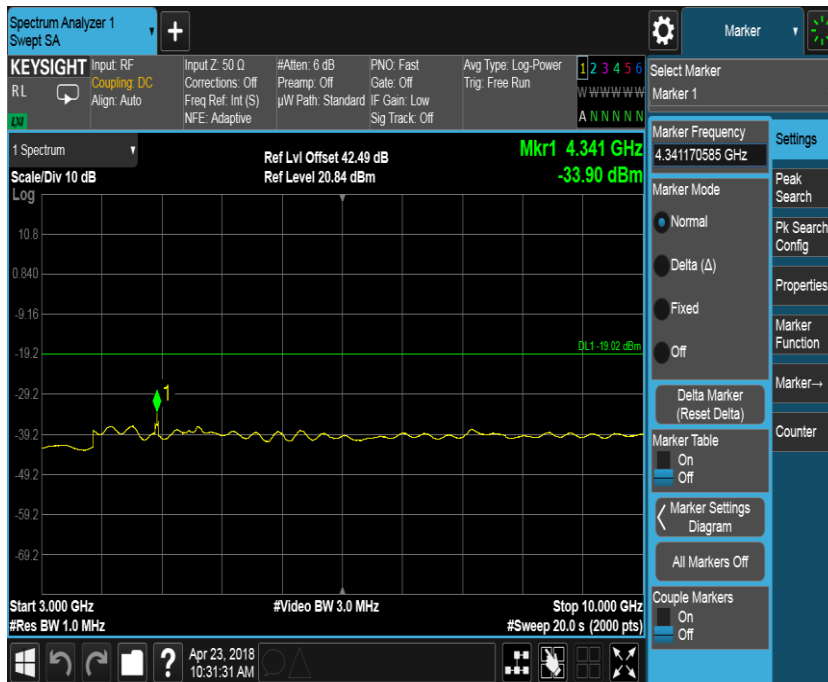 Spectrum Analyzer 1
Swept SA
Marker
KEYSIGHT
RL
LXI
Input: RF
Coupling: DC
Align: Auto
Input Z: 50 Ω
Corrections: Off
Freq Ref: Int (S)
NFE: Adaptive
#Atten: 6 dB
Preamp: Off
µW Path: Standard
PNO: Fast
Gate: Off
IF Gain: Low
Sig Track: Off
Avg Type: Log-Power
Trig: Free Run
1 2 3 4 5 6
W W W W W W
A N N N N N
Select Marker
Marker 1
1 Spectrum
Scale/Div 10 dB
Ref Lvl Offset 42.49 dB
Ref Level 20.84 dBm
Mkr1 4.341 GHz
-33.90 dBm
Log
10.8
0.840
-9.16
-19.2
-29.2
-39.2
-49.2
-59.2
-69.2
DL1 -19.02 dBm
1
Start 3.000 GHz
#Res BW 1.0 MHz
#Video BW 3.0 MHz
Stop 10.000 GHz
#Sweep 20.0 s (2000 pts)
Marker Frequency
4.341170585 GHz
Marker Mode
Normal
Delta (Δ)
Fixed
Off
Delta Marker
(Reset Delta)
Marker Table
On
Off
Marker Settings
Diagram
All Markers Off
Couple Markers
On
Off
Settings
Peak
Search
Pk Search
Config
Properties
Marker
Function
Marker→
Counter
?
Apr 23, 2018
10:31:31 AM